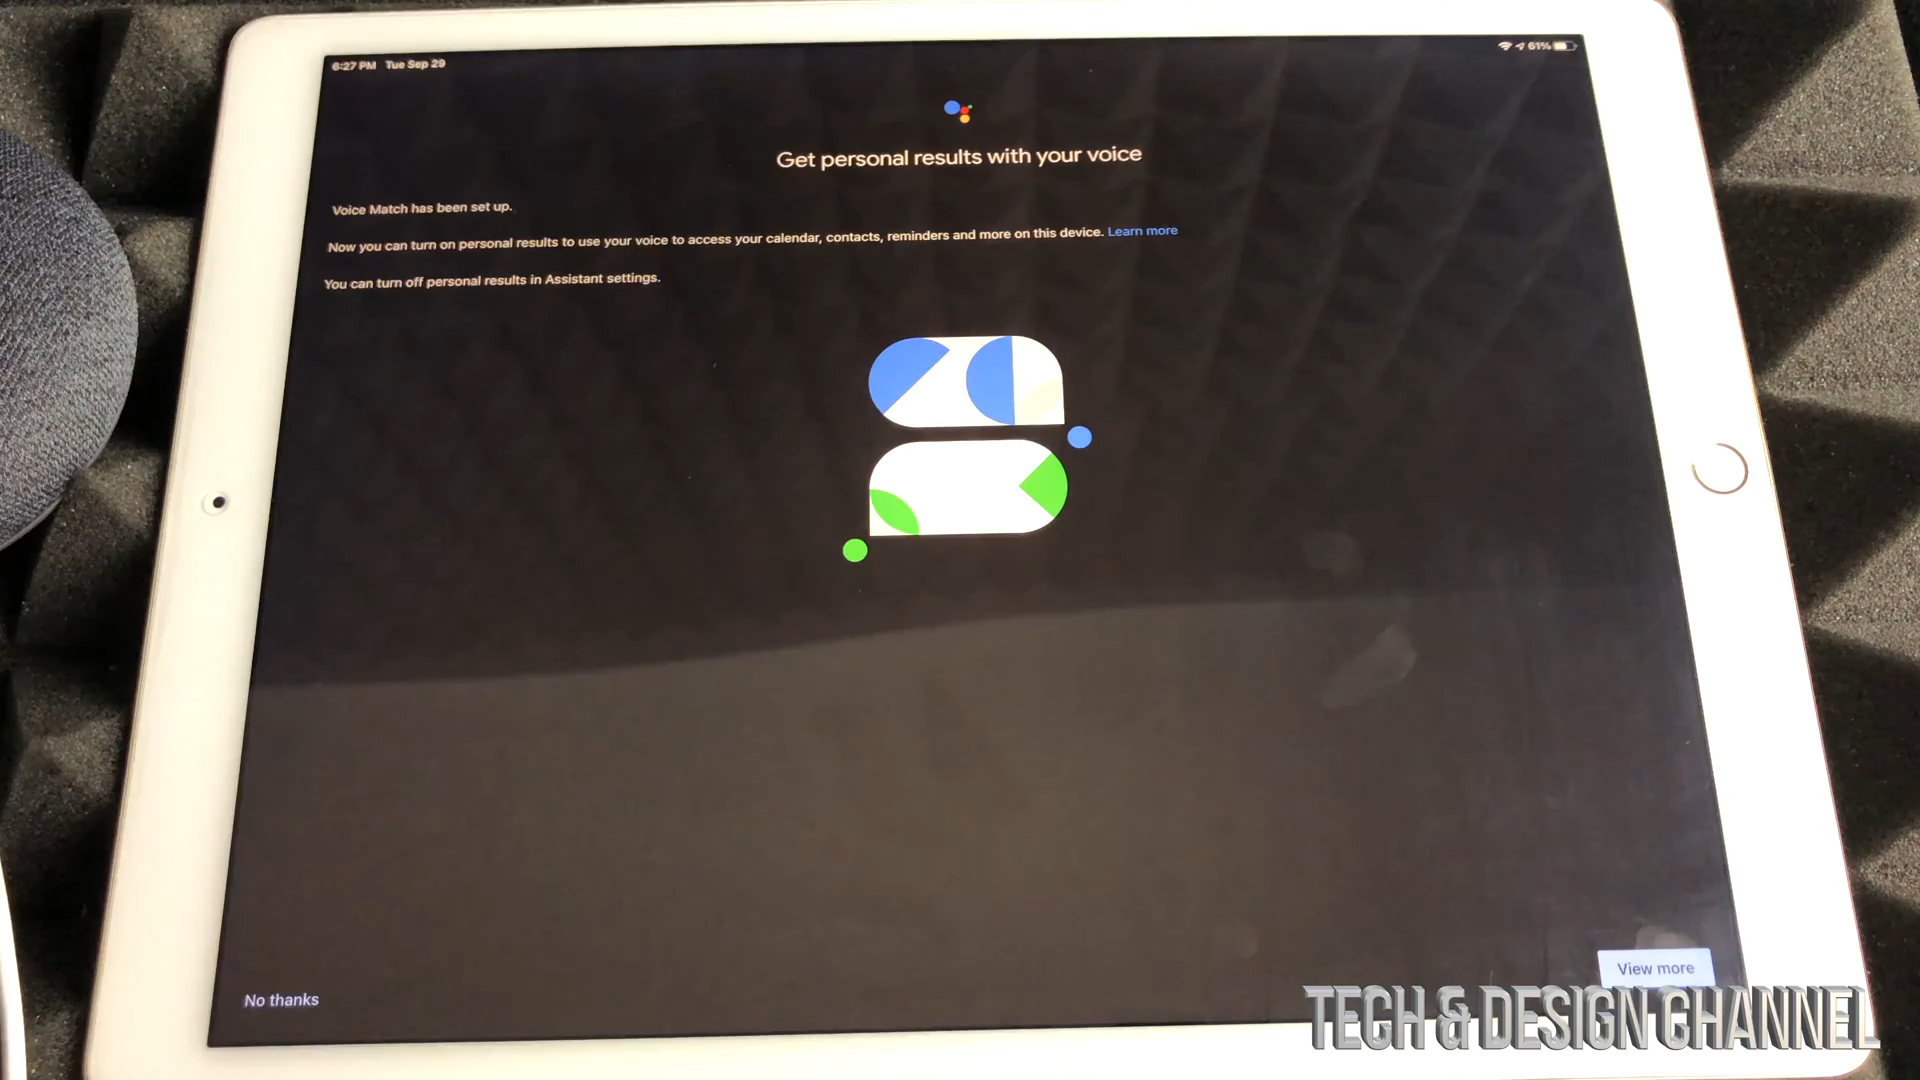 6:27 PM Tue Sep 29
61%
Get personal results with your voice
Voice Match has been set up.
Now you can turn on personal results to use your voice to access your calendar, contacts, reminders and more on this device. Learn more
You can turn off personal results in Assistant settings.
View more
No thanks
TECH & DESIGN CHANNEL